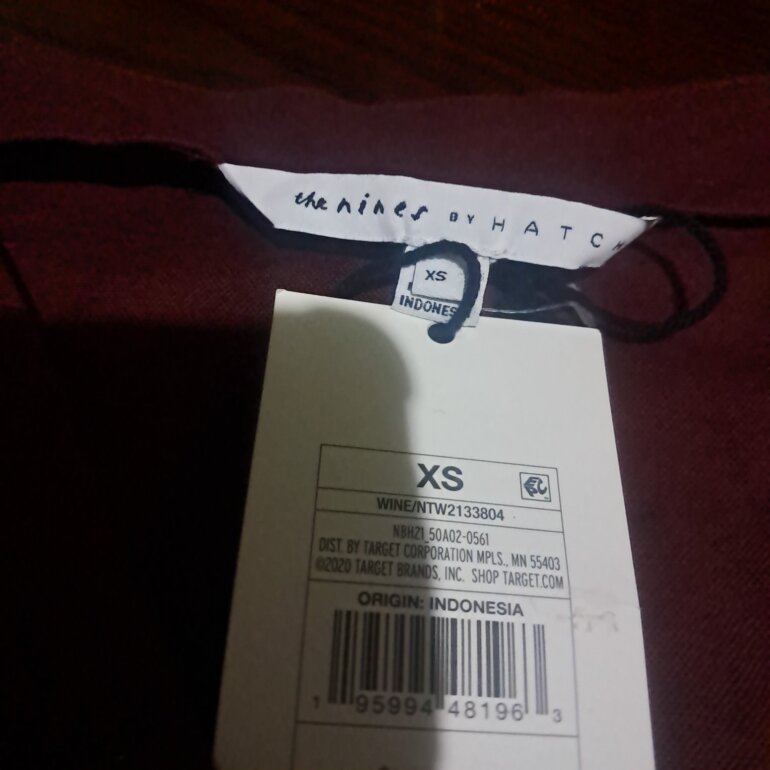 the nines BY HATCH
XS
INDONES
XS
WINE/NTW2133804
NBH21_50A02-0561
DIST. BY TARGET CORPORATION MPLS., MN 55403
©2020 TARGET BRANDS, INC. SHOP TARGET.COM
ORIGIN: INDONESIA
1 95994 48196 3